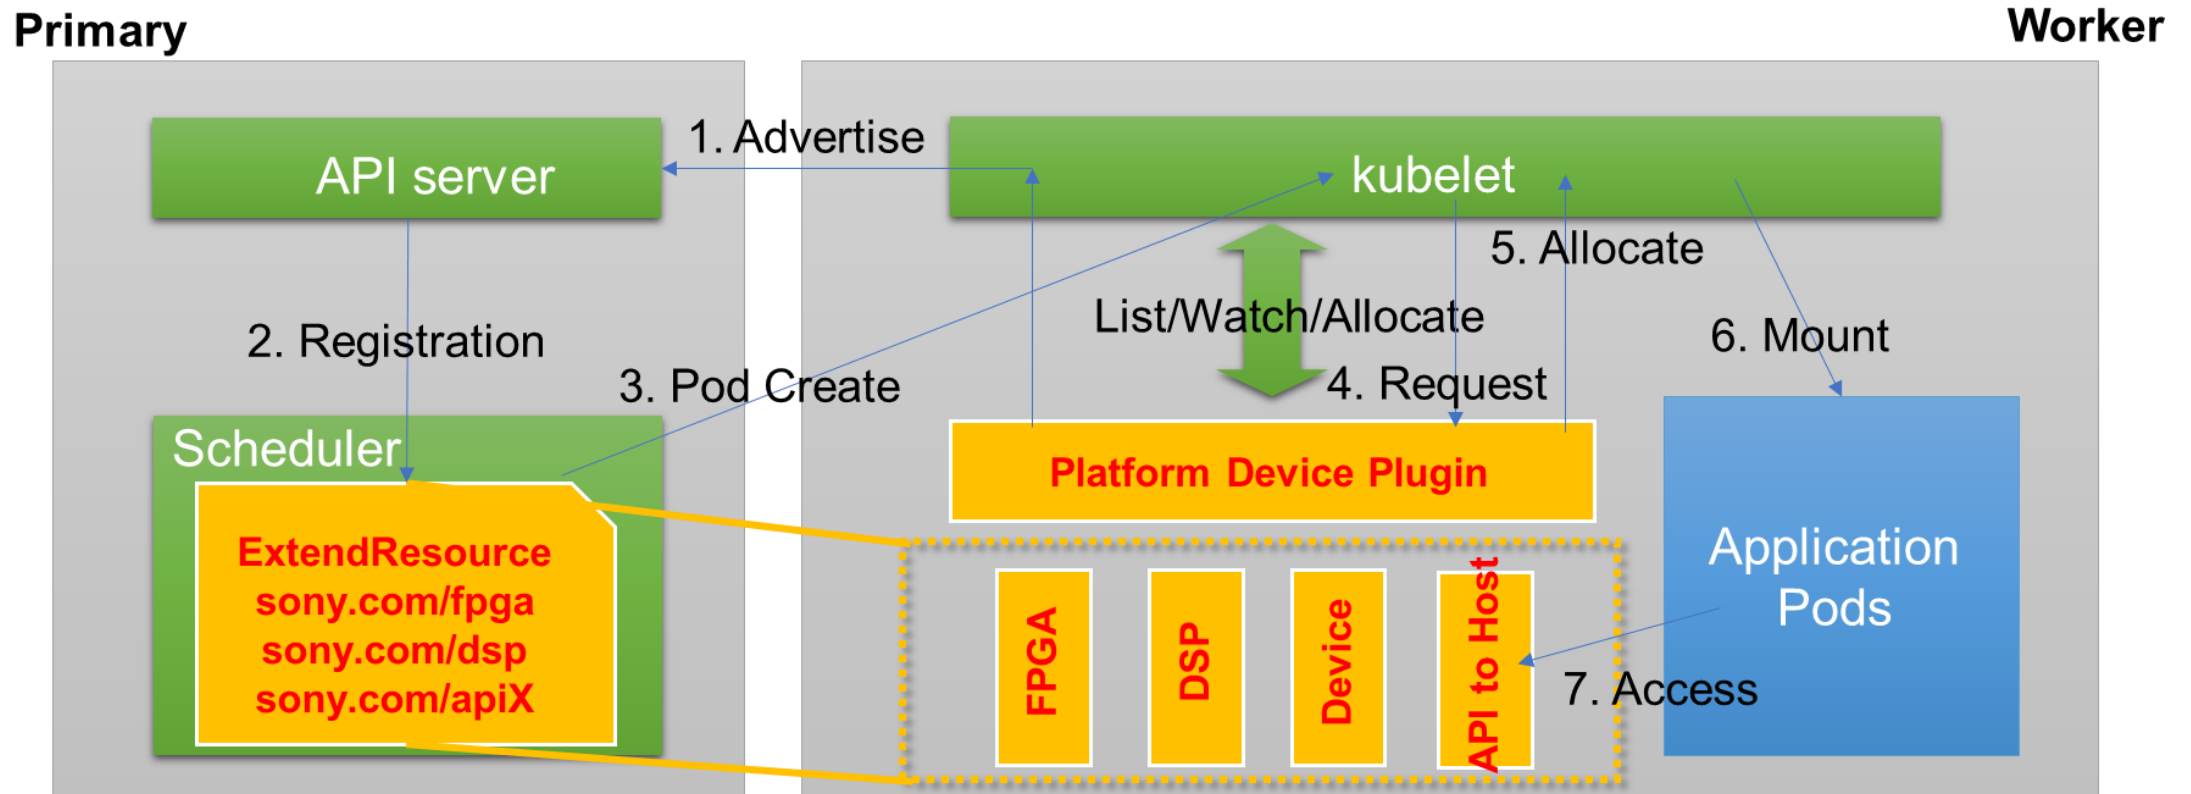 Primary
Worker
API server
1. Advertise
kubelet
2. Registration
3. Pod Create
List/Watch/Allocate
4. Request
5. Allocate
6. Mount
Scheduler
ExtendResource
sony.com/fpga
sony.com/dsp
sony.com/apiX
Platform Device Plugin
FPGA
DSP
Device
API to Host
7. Access
Application
Pods